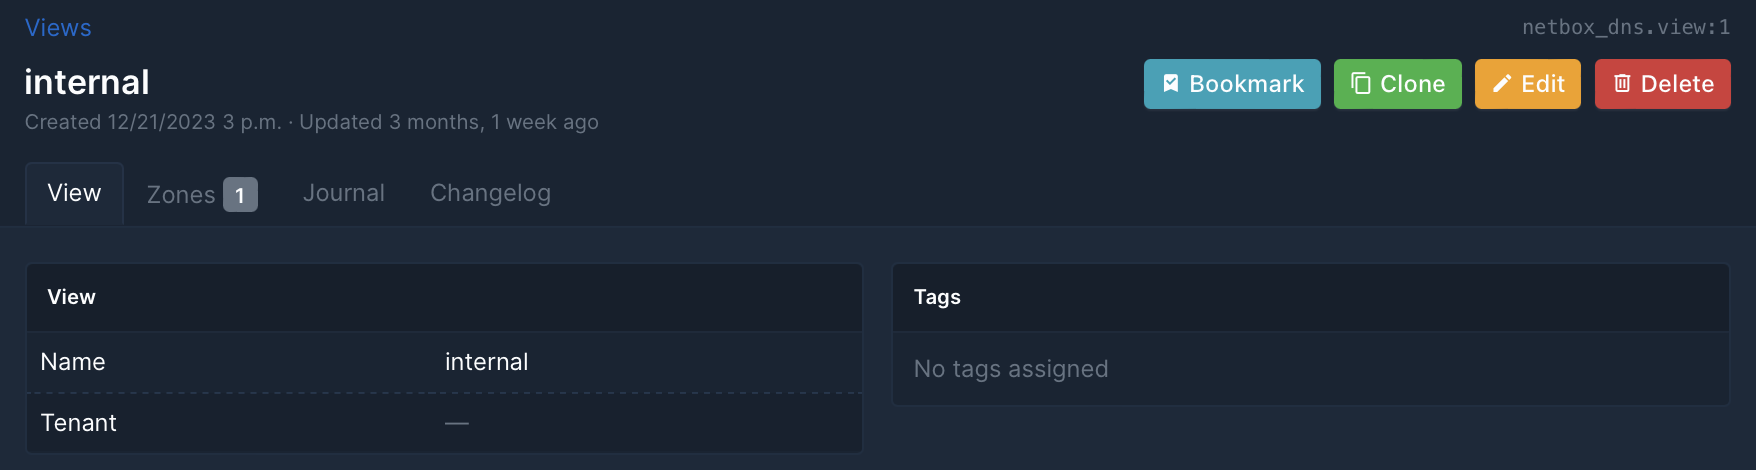 Views
netbox_dns.view:1
internal
Bookmark
Clone
Edit
Delete
Created 12/21/2023 3 p.m. · Updated 3 months, 1 week ago
View
Zones 1
Journal
Changelog
View
Name internal
Tenant —
Tags
No tags assigned